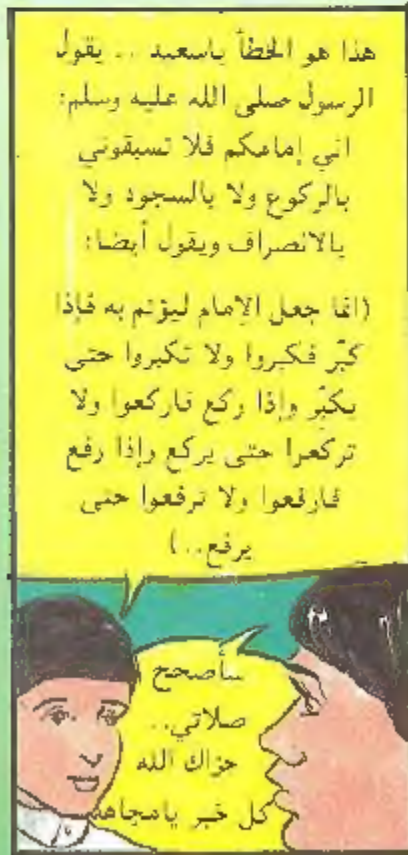 هذا هو الخطأ ياسعيد .. يقول
الرسول صلى الله عليه وسلم:
اني إمامكم فلا تسبقوني
بالركوع ولا بالسجود ولا
بالانصراف ويقول أيضا:
(انما جعل الإمام ليؤتم به فإذا
كبّر فكبروا ولا تكبروا حتى
يكبّر وإذا ركع فاركعوا ولا
تركعوا حتى يركع وإذا رفع
فارفعوا ولا ترفعوا حتى
يرفع..)
سأصحح
صلاتي..
جزاك الله
كل خير يامجاهد